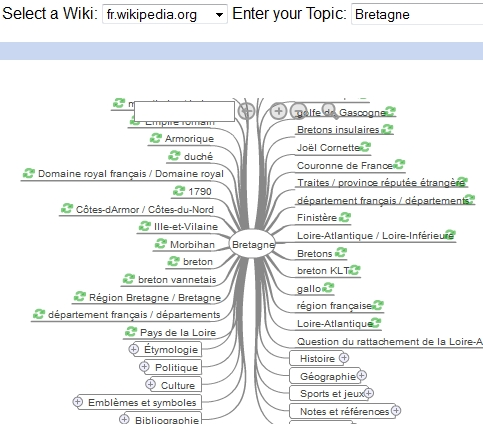 Select a Wiki: fr.wikipedia.org Enter your Topic: Bretagne
Empire romain
Armorique
duché
Domaine royal français / Domaine royal
1790
Côtes-dArmor / Côtes-du-Nord
Ille-et-Vilaine
Morbihan
breton
breton vannetais
Région Bretagne / Bretagne
département français / départements
Pays de la Loire
Étymologie
Politique
Culture
Emblèmes et symboles
Bibliographie
Bretagne
golfe de Gascogne
Bretons insulaires
Joël Cornette
Couronne de France
Traites / province réputée étrangère
département français / départements
Finistère
Loire-Atlantique / Loire-Inférieure
Bretons
breton KLT
gallo
région française
Loire-Atlantique
Question du rattachement de la Loire-A
Histoire
Géographie
Sports et jeux
Notes et références